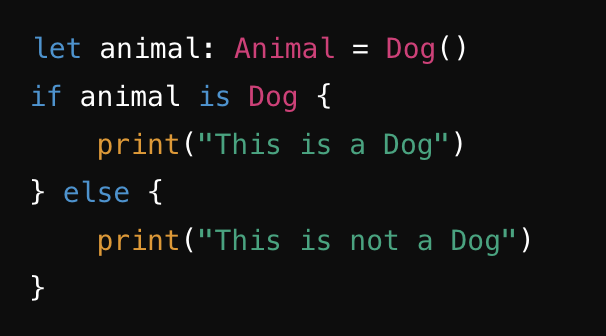 let animal: Animal = Dog()
if animal is Dog {
    print("This is a Dog")
} else {
    print("This is not a Dog")
}